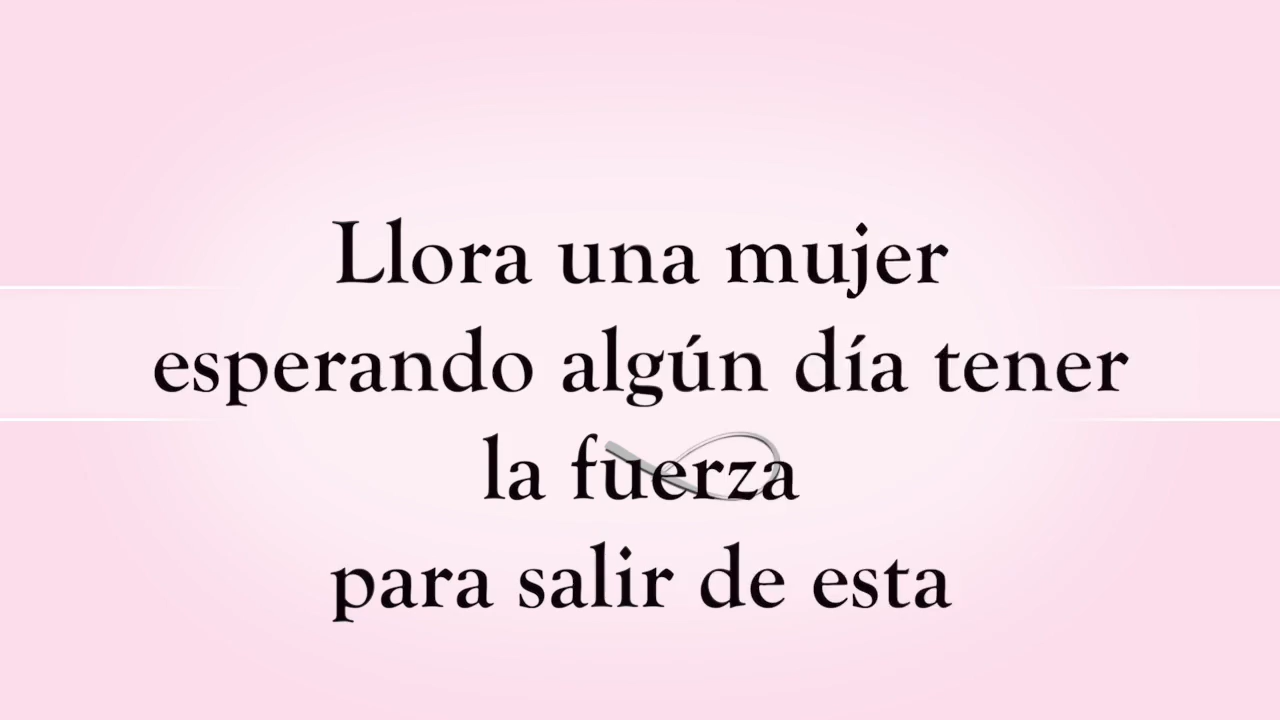 Llora una mujer
esperando algún día tener
la fuerza
para salir de esta